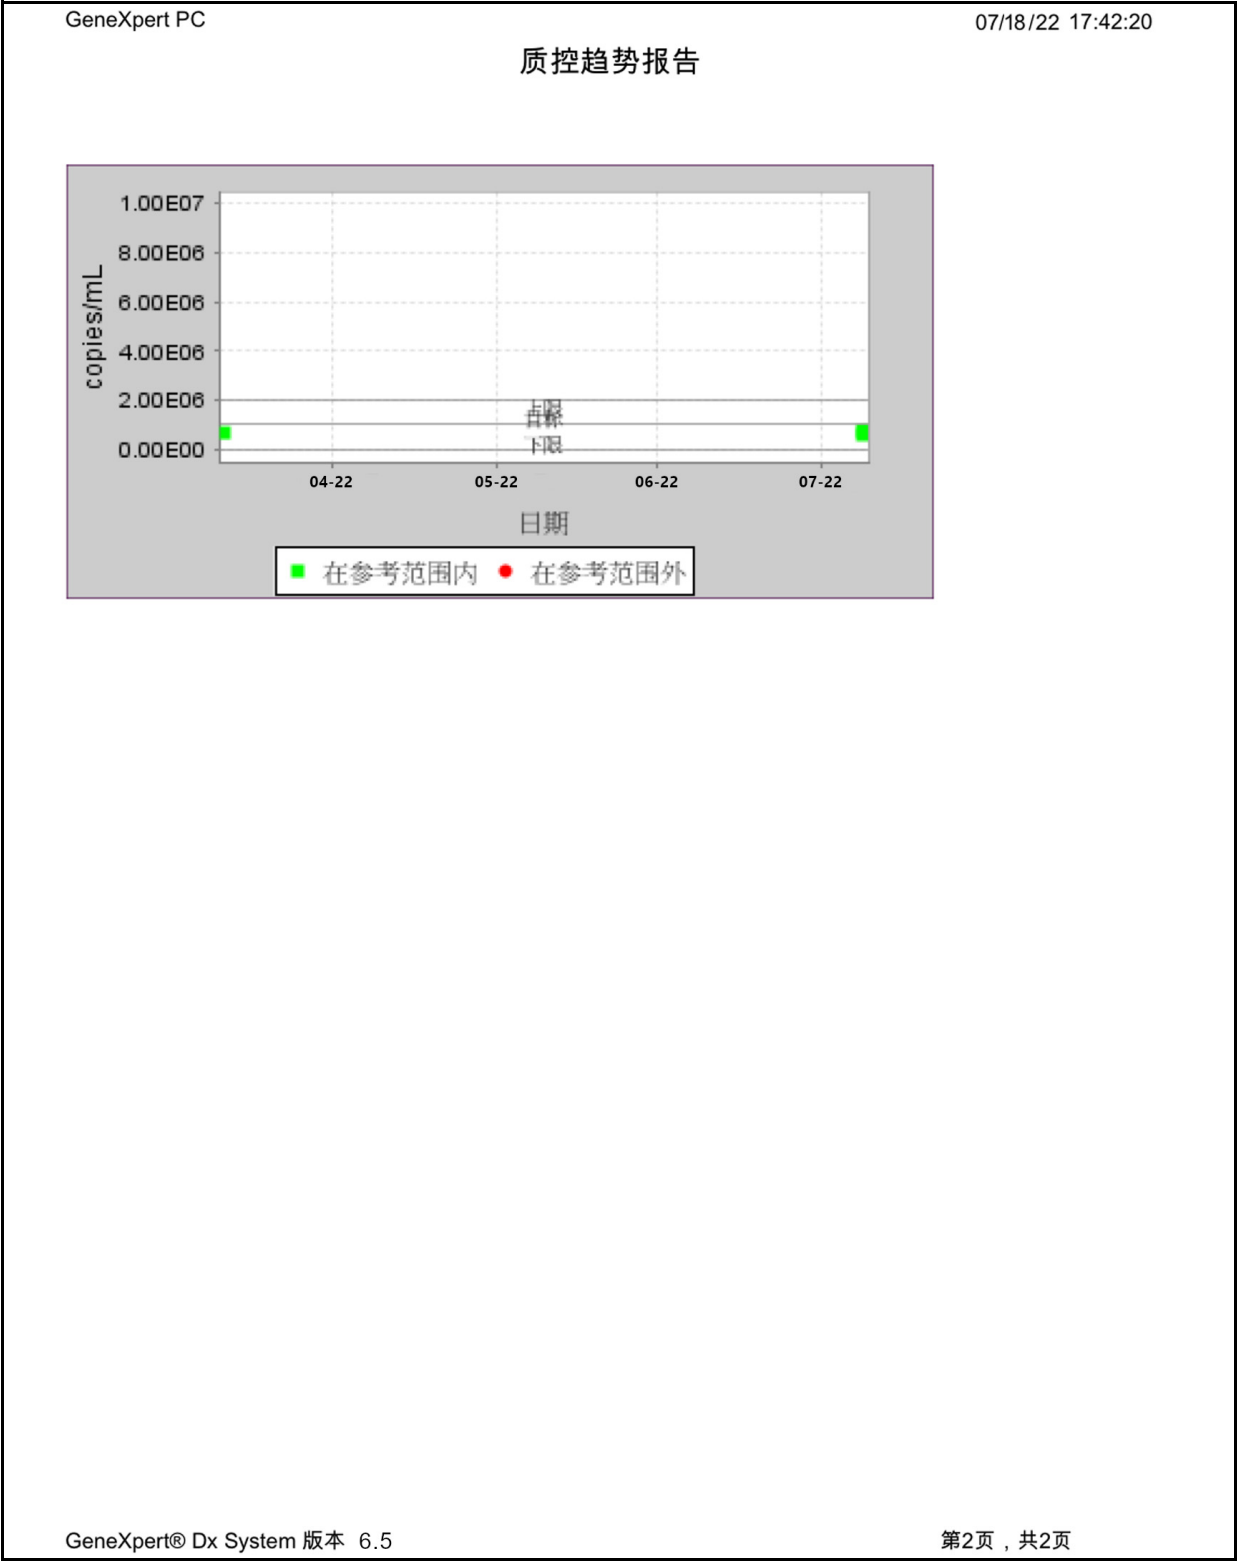 GeneXpert PC 07/18/22 17:42:20
质控趋势报告
1.00E07
8.00E06
6.00E06
4.00E06
2.00E06
0.00E00
copies/mL
上限
目标
下限
04-22 05-22 06-22 07-22
日期
在参考范围内 在参考范围外
GeneXpert® Dx System 版本 6.5 第2页，共2页